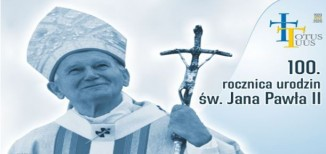 TOTUS
TUUS
100.
rocznica urodzin
św. Jana Pawła II